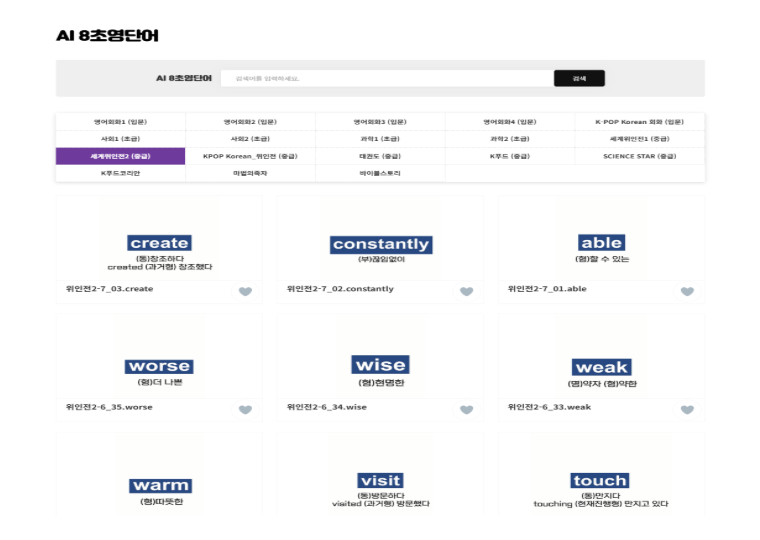 AI 8초영단어
AI 8초영단어 검색어를 입력하세요. 검색
영어회화1 (입문) 영어회화2 (입문) 영어회화3 (입문) 영어회화4 (입문) K-POP Korean 회화 (입문)
사회1 (초급) 사회2 (초급) 과학1 (초급) 과학2 (초급) 세계위인전1 (중급)
세계위인전2 (중급) KPOP Korean_위인전 (중급) 태권도 (중급) K푸드 (중급) SCIENCE STAR (중급)
K푸드코리안 마법의족자 바이블스토리
create constantly able
(동)창조하다 (부)끊임없이 (형)할 수 있는
created (과거형) 창조했다
위인전2-7_03.create 위인전2-7_02.constantly 위인전2-7_01.able
worse wise weak
(형)더 나쁜 (형)현명한 (명)약자 (형)약한
위인전2-6_35.worse 위인전2-6_34.wise 위인전2-6_33.weak
warm visit touch
(형)따뜻한 (동)방문하다 (동)만지다
visited (과거형) 방문했다 touching (현재진행형) 만지고 있다